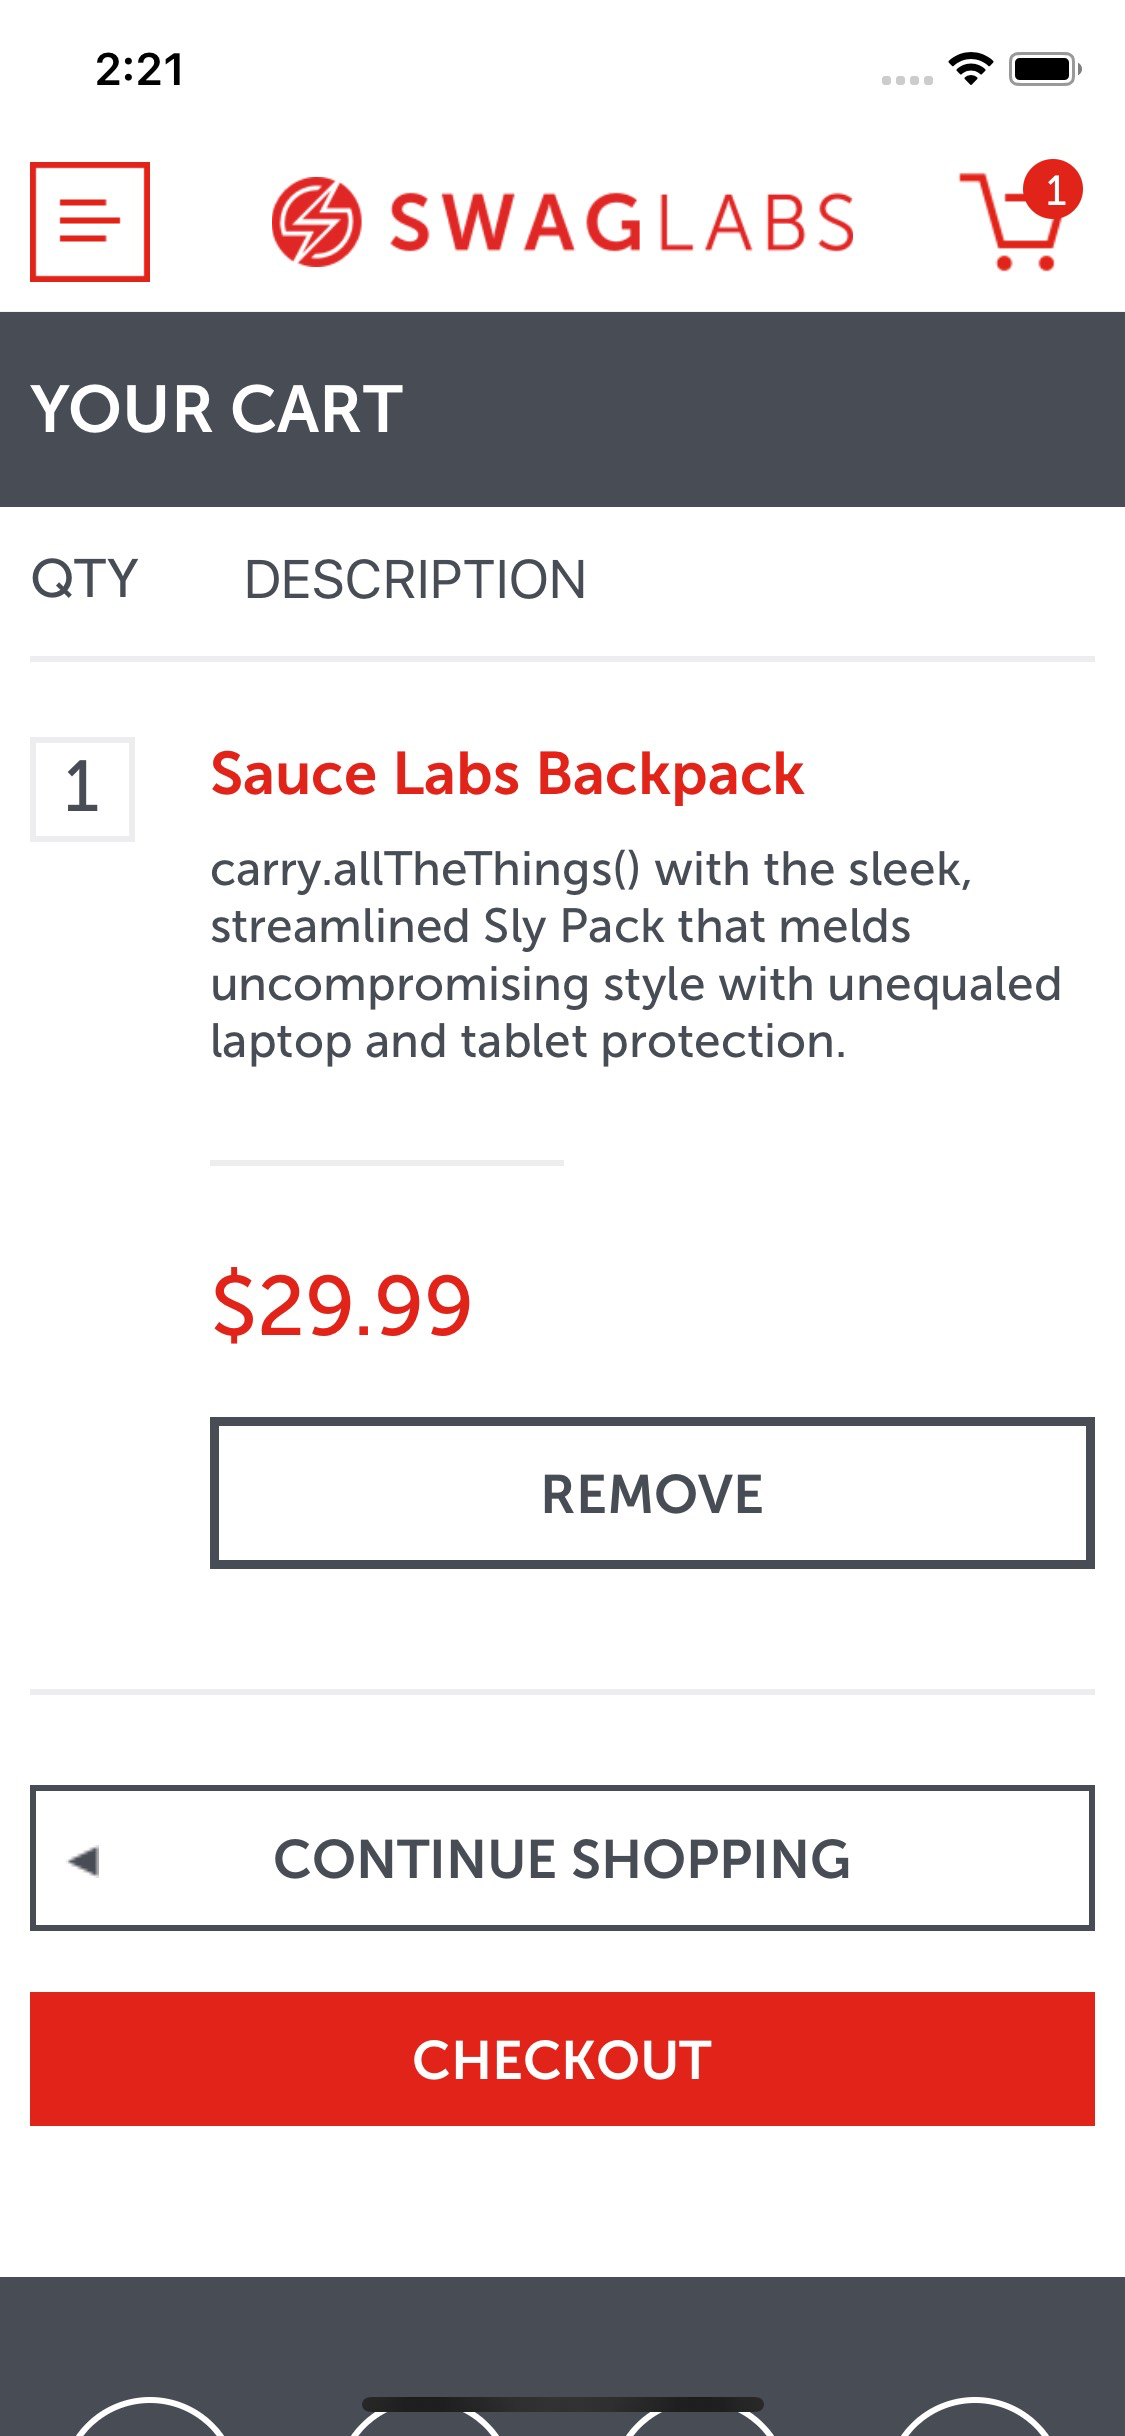 2:21
SWAGLABS
1
YOUR CART
QTY DESCRIPTION
1
Sauce Labs Backpack
carry.allTheThings() with the sleek,
streamlined Sly Pack that melds
uncompromising style with unequaled
laptop and tablet protection.
$29.99
REMOVE
CONTINUE SHOPPING
CHECKOUT